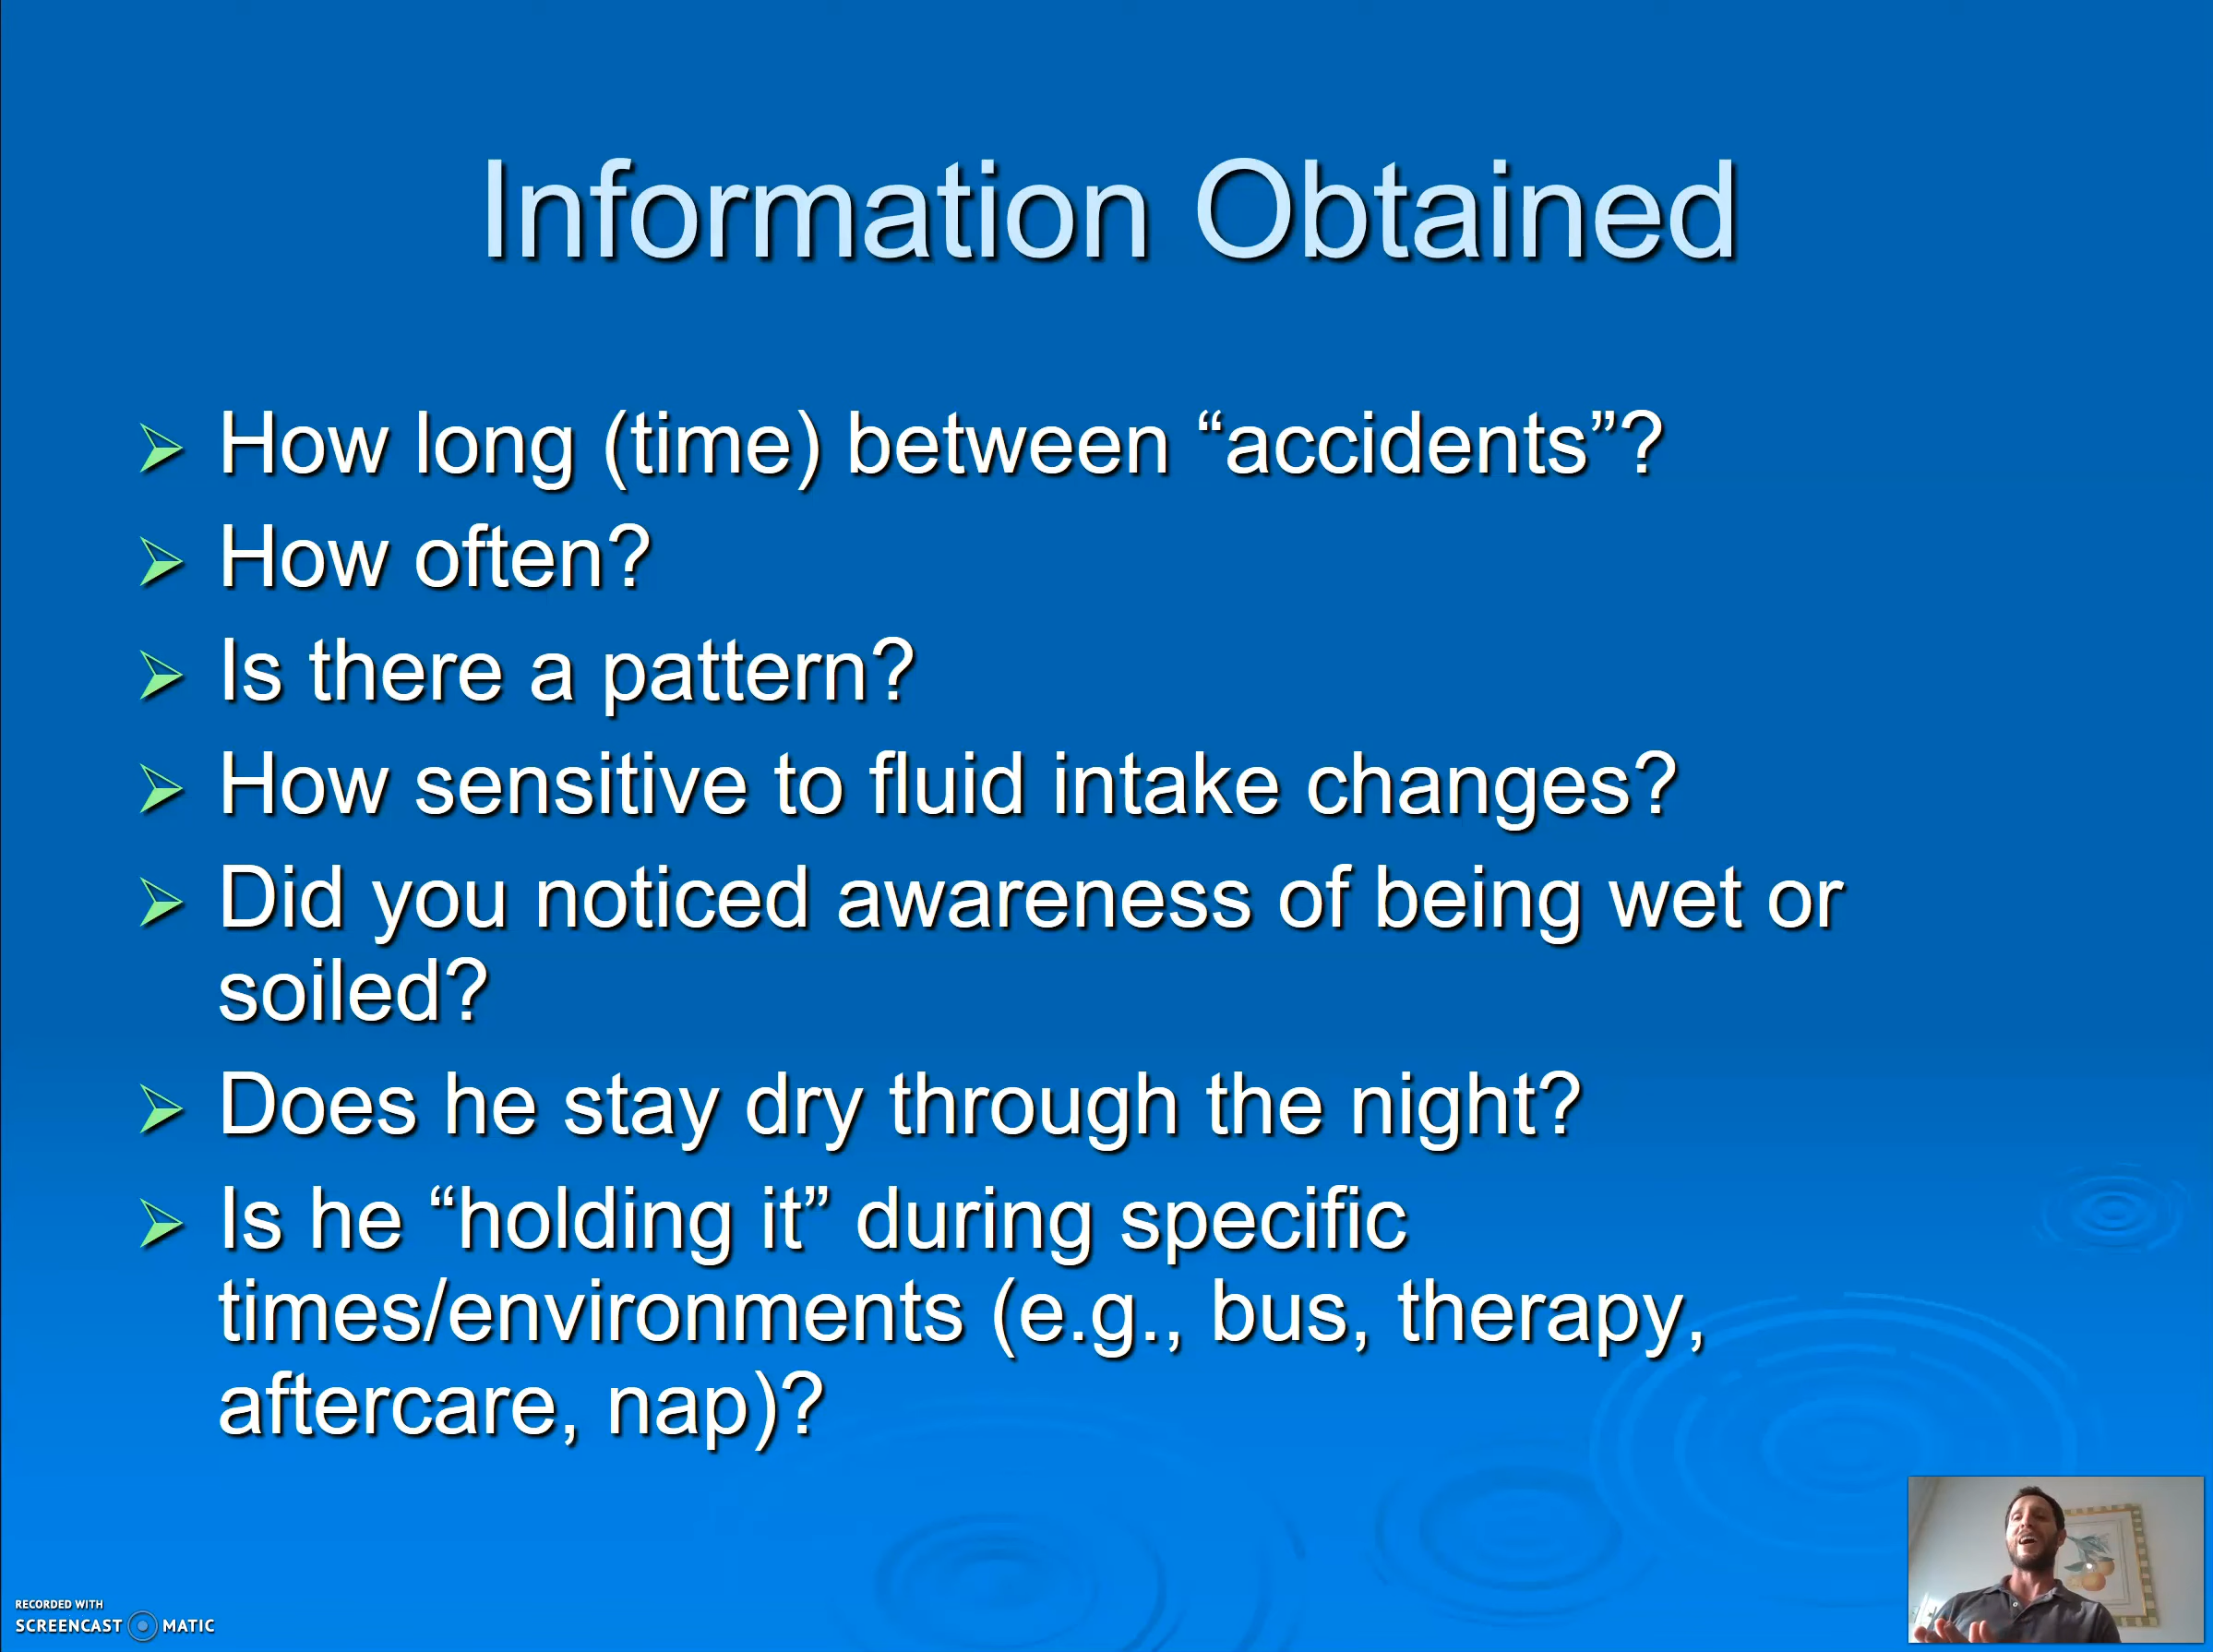 Information Obtained
How long (time) between “accidents”?
How often?
Is there a pattern?
How sensitive to fluid intake changes?
Did you noticed awareness of being wet or
soiled?
Does he stay dry through the night?
Is he “holding it” during specific
times/environments (e.g., bus, therapy,
aftercare, nap)?
RECORDED WITH
SCREENCAST MATIC